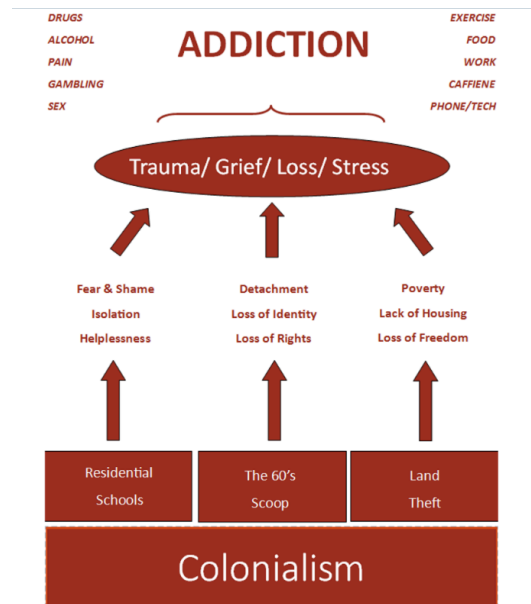 DRUGS
ALCOHOL
PAIN
GAMBLING
SEX
ADDICTION
EXERCISE
FOOD
WORK
CAFFIENE
PHONE/TECH
Trauma/ Grief/ Loss/ Stress
Fear & Shame
Isolation
Helplessness
Detachment
Loss of Identity
Loss of Rights
Poverty
Lack of Housing
Loss of Freedom
Residential
Schools
The 60's
Scoop
Land
Theft
Colonialism